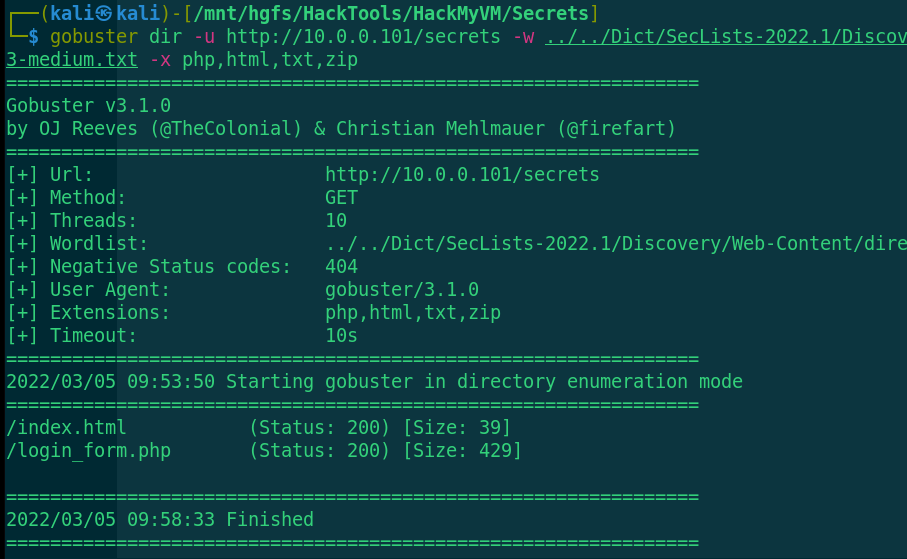 ┌──(kali㉿kali)-[/mnt/hgfs/HackTools/HackMyVM/Secrets]
└─$ gobuster dir -u http://10.0.0.101/secrets -w ../../Dict/SecLists-2022.1/Discov
3-medium.txt -x php,html,txt,zip
===============================================================
Gobuster v3.1.0
by OJ Reeves (@TheColonial) & Christian Mehlmauer (@firefart)
===============================================================
[+] Url:                     http://10.0.0.101/secrets
[+] Method:                  GET
[+] Threads:                 10
[+] Wordlist:                ../../Dict/SecLists-2022.1/Discovery/Web-Content/dire
[+] Negative Status codes:   404
[+] User Agent:              gobuster/3.1.0
[+] Extensions:              php,html,txt,zip
[+] Timeout:                 10s
===============================================================
2022/03/05 09:53:50 Starting gobuster in directory enumeration mode
===============================================================
/index.html           (Status: 200) [Size: 39]
/login_form.php       (Status: 200) [Size: 429]
===============================================================
2022/03/05 09:58:33 Finished
===============================================================